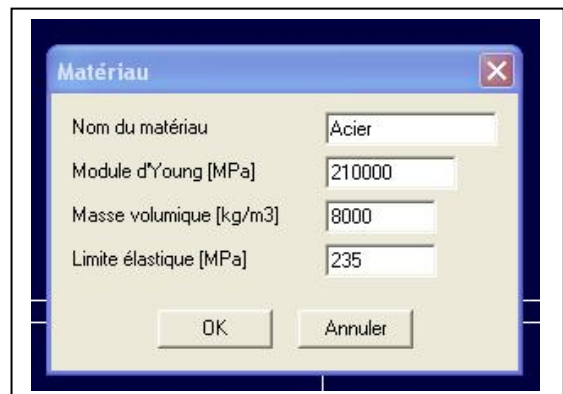 Matériau
Nom du matériau Acier
Module d'Young [MPa] 210000
Masse volumique [kg/m3] 8000
Limite élastique [MPa] 235
OK Annuler